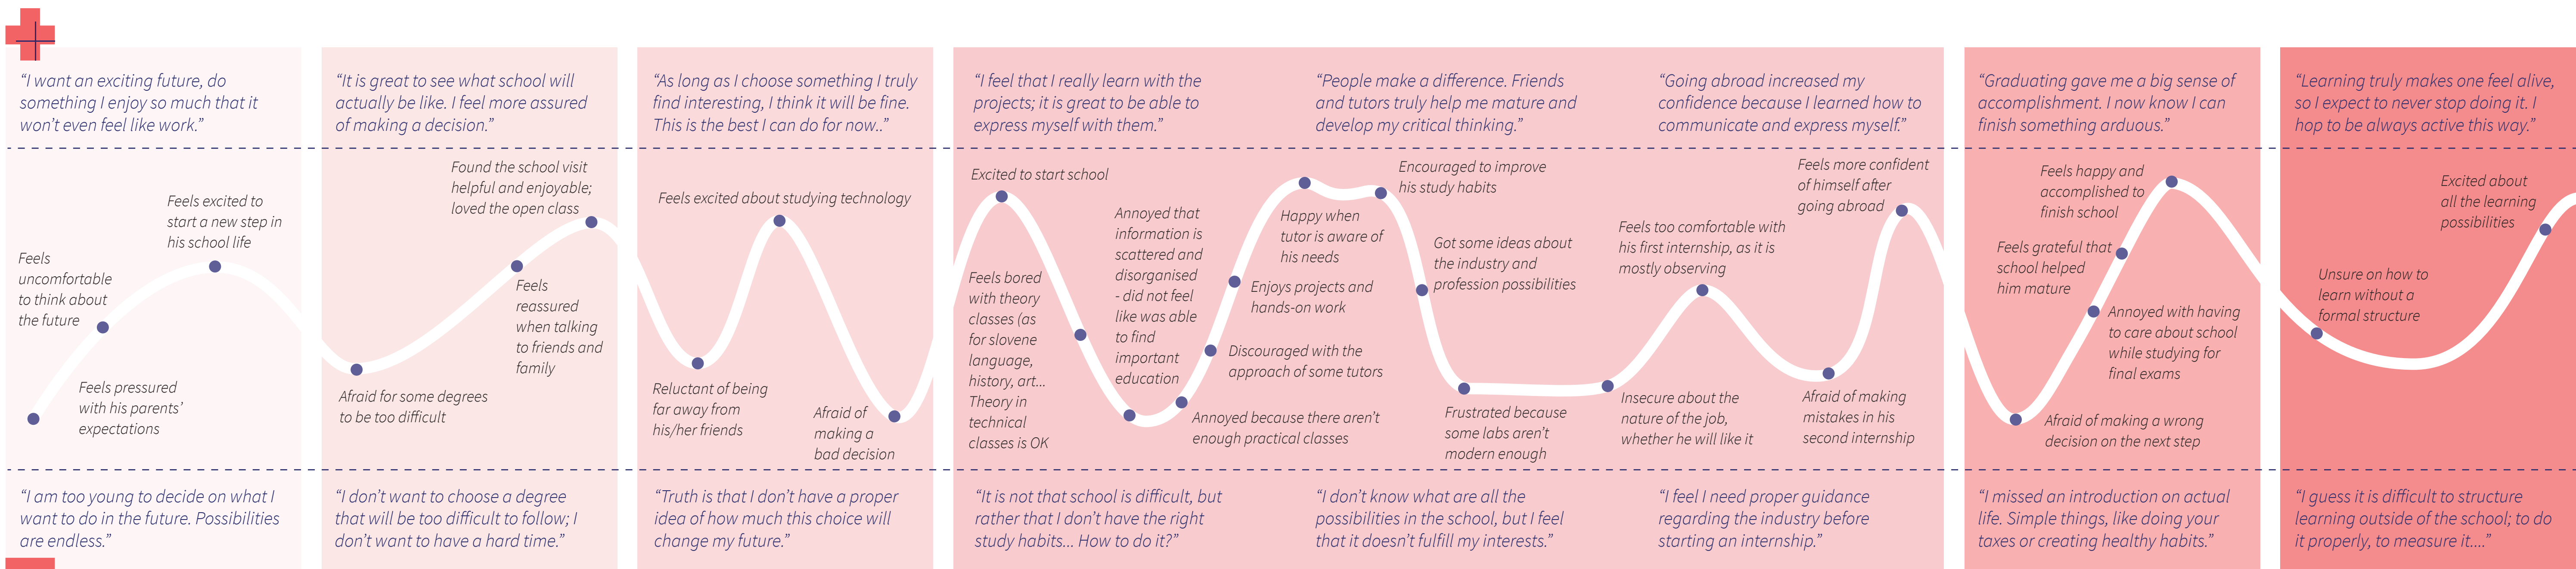 “I want an exciting future, do
something I enjoy so much that it
won’t even feel like work.”
“It is great to see what school will
actually be like. I feel more assured
of making a decision.”
“As long as I choose something I truly
find interesting, I think it will be fine.
This is the best I can do for now..”
“I feel that I really learn with the
projects; it is great to be able to
express myself with them.”
“People make a difference. Friends
and tutors truly help me mature and
develop my critical thinking.”
“Going abroad increased my
confidence because I learned how to
communicate and express myself.”
“Graduating gave me a big sense of
accomplishment. I now know I can
finish something arduous.”
“Learning truly makes one feel alive,
so I expect to never stop doing it. I
hop to be always active this way.”
Feels
uncomfortable
to think about
the future
Feels excited to
start a new step in
his school life
Feels pressured
with his parents’
expectations
Found the school visit
helpful and enjoyable;
loved the open class
Feels
reassured
when talking
to friends and
family
Afraid for some degrees
to be too difficult
Feels excited about studying technology
Reluctant of being
far away from
his/her friends
Afraid of
making a
bad decision
Excited to start school
Feels bored
with theory
classes (as
for slovene
language,
history, art...
Theory in
technical
classes is OK
Annoyed that
information is
scattered and
disorganised
- did not feel
like was able
to find
important
education
Happy when
tutor is aware of
his needs
Enjoys projects and
hands-on work
Discouraged with the
approach of some tutors
Annoyed because there aren’t
enough practical classes
Encouraged to improve
his study habits
Got some ideas about
the industry and
profession possibilities
Frustrated because
some labs aren’t
modern enough
Feels too comfortable with
his first internship, as it is
mostly observing
Insecure about the
nature of the job,
whether he will like it
Feels more confident
of himself after
going abroad
Afraid of making
mistakes in his
second internship
Feels happy and
accomplished to
finish school
Feels grateful that
school helped
him mature
Annoyed with having
to care about school
while studying for
final exams
Afraid of making a wrong
decision on the next step
Excited about
all the learning
possibilities
Unsure on how to
learn without a
formal structure
“I am too young to decide on what I
want to do in the future. Possibilities
are endless.”
“I don’t want to choose a degree
that will be too difficult to follow; I
don’t want to have a hard time.”
“Truth is that I don’t have a proper
idea of how much this choice will
change my future.”
“It is not that school is difficult, but
rather that I don’t have the right
study habits... How to do it?”
“I don’t know what are all the
possibilities in the school, but I feel
that it doesn’t fulfill my interests.”
“I feel I need proper guidance
regarding the industry before
starting an internship.”
“I missed an introduction on actual
life. Simple things, like doing your
taxes or creating healthy habits.”
“I guess it is difficult to structure
learning outside of the school; to do
it properly, to measure it....”